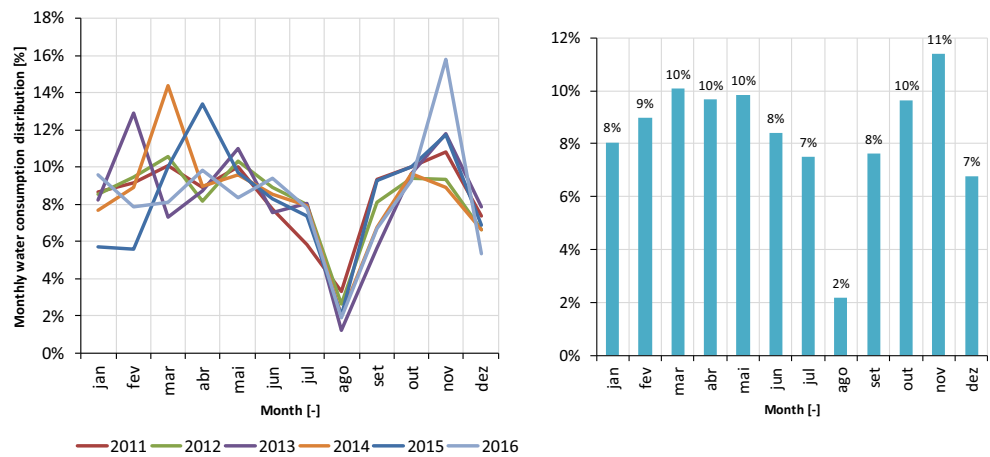 Monthly water consumption distribution [%]
18%
16%
14%
12%
10%
8%
6%
4%
2%
0%
jan fev mar abr mai jun jul ago set out nov dez
Month [-]
2011 2012 2013 2014 2015 2016
12%
10%
8%
6%
4%
2%
0%
8% 9% 10% 10% 10% 8% 7% 2% 8% 10% 11% 7%
jan fev mar abr mai jun jul ago set out nov dez
Month [-]